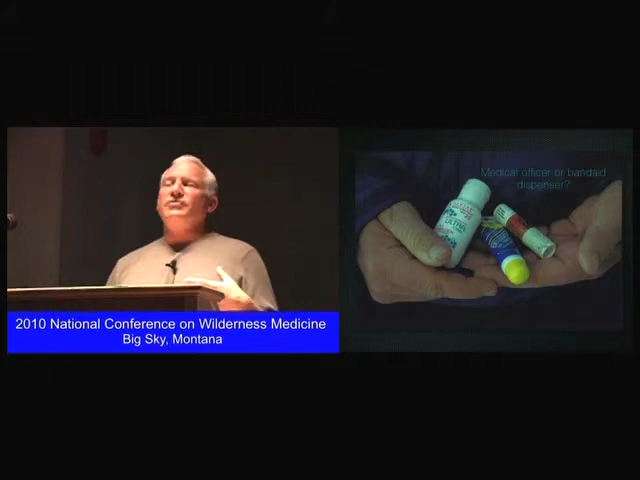 2010 National Conference on Wilderness Medicine
Big Sky, Montana
Medical officer or bandaid
dispenser?